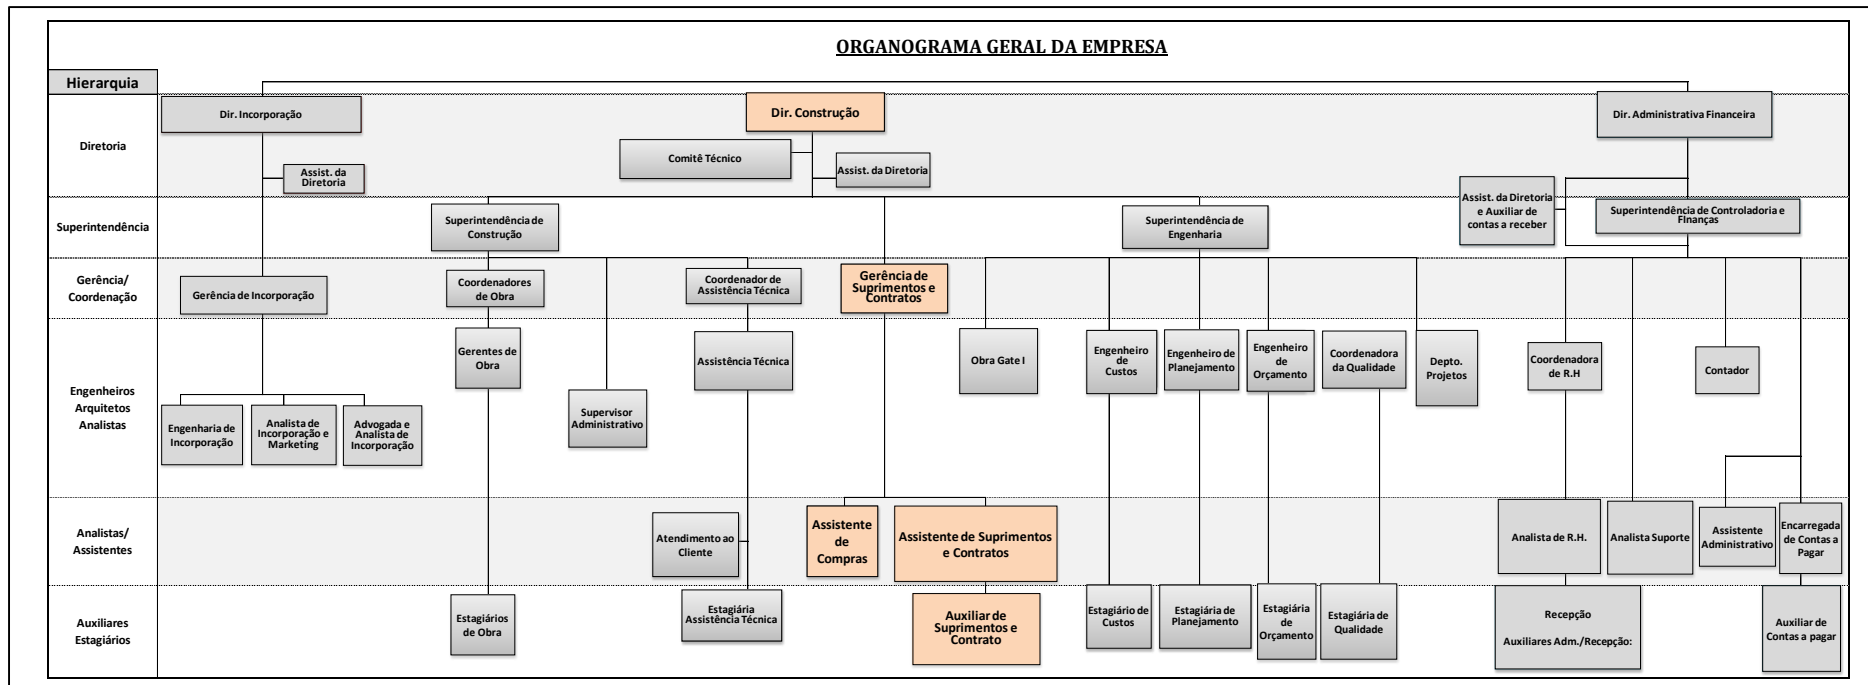 ORGANOGRAMA GERAL DA EMPRESA
Hierarquia
Diretoria
Dir. Incorporação
Dir. Construção
Dir. Administrativa Financeira
Comitê Técnico
Assist. da Diretoria
Assist. da
Diretoria
Superintendência
Superintendência de
Construção
Superintendência de
Engenharia
Assist. da Diretoria
e Auxiliar de
contas a receber
Superintendência de Controladoria e
FInanças
Gerência/
Coordenação
Gerência de Incorporação
Coordenadores
de Obra
Coordenador de
Assistência Técnica
Gerência de
Suprimentos e
Contratos
Engenheiros
Arquitetos
Analistas
Gerentes de
Obra
Assistência Técnica
Obra Gate I
Engenheiro
de
Custos
Engenheiro de
Planejamento
Engenheiro
de
Orçamento
Coordenadora
da Qualidade
Depto.
Projetos
Coordenadora
de R.H
Contador
Engenharia de
Incorporação
Analista de
Incorporação e
Marketing
Advogada e
Analista de
Incorporação
Supervisor
Administrativo
Analistas/
Assistentes
Atendimento ao
Cliente
Assistente
de
Compras
Assistente de Suprimentos
e Contratos
Analista de R.H.
Analista Suporte
Assistente
Administrativo
Encarregada
de Contas a
Pagar
Auxiliares
Estagiários
Estagiários
de Obra
Estagiária
Assistência Técnica
Auxiliar de
Suprimentos e
Contrato
Estagiário de
Custos
Estagiária de
Planejamento
Estagiária
de
Orçamento
Estagiária de
Qualidade
Recepção
Auxiliares Adm./Recepção:
Auxiliar de
Contas a pagar